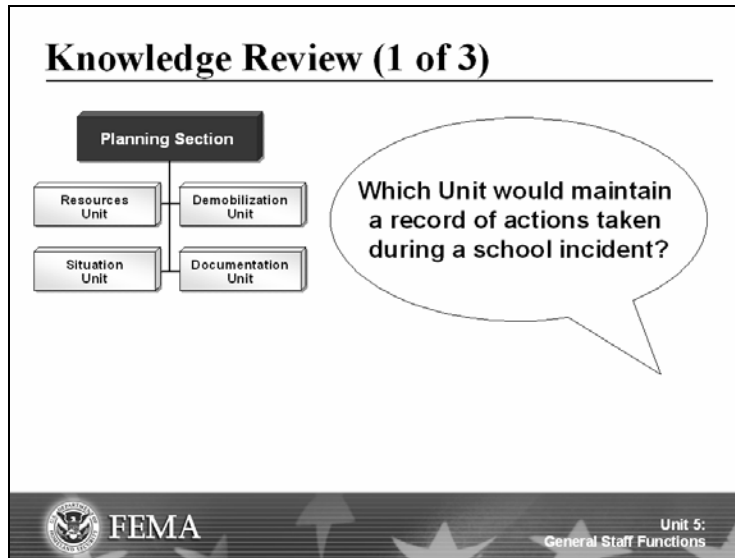 Knowledge Review (1 of 3)
Planning Section
Resources
Unit
Demobilization
Unit
Situation
Unit
Documentation
Unit
Which Unit would maintain
a record of actions taken
during a school incident?
FEMA
Unit 5:
General Staff Functions